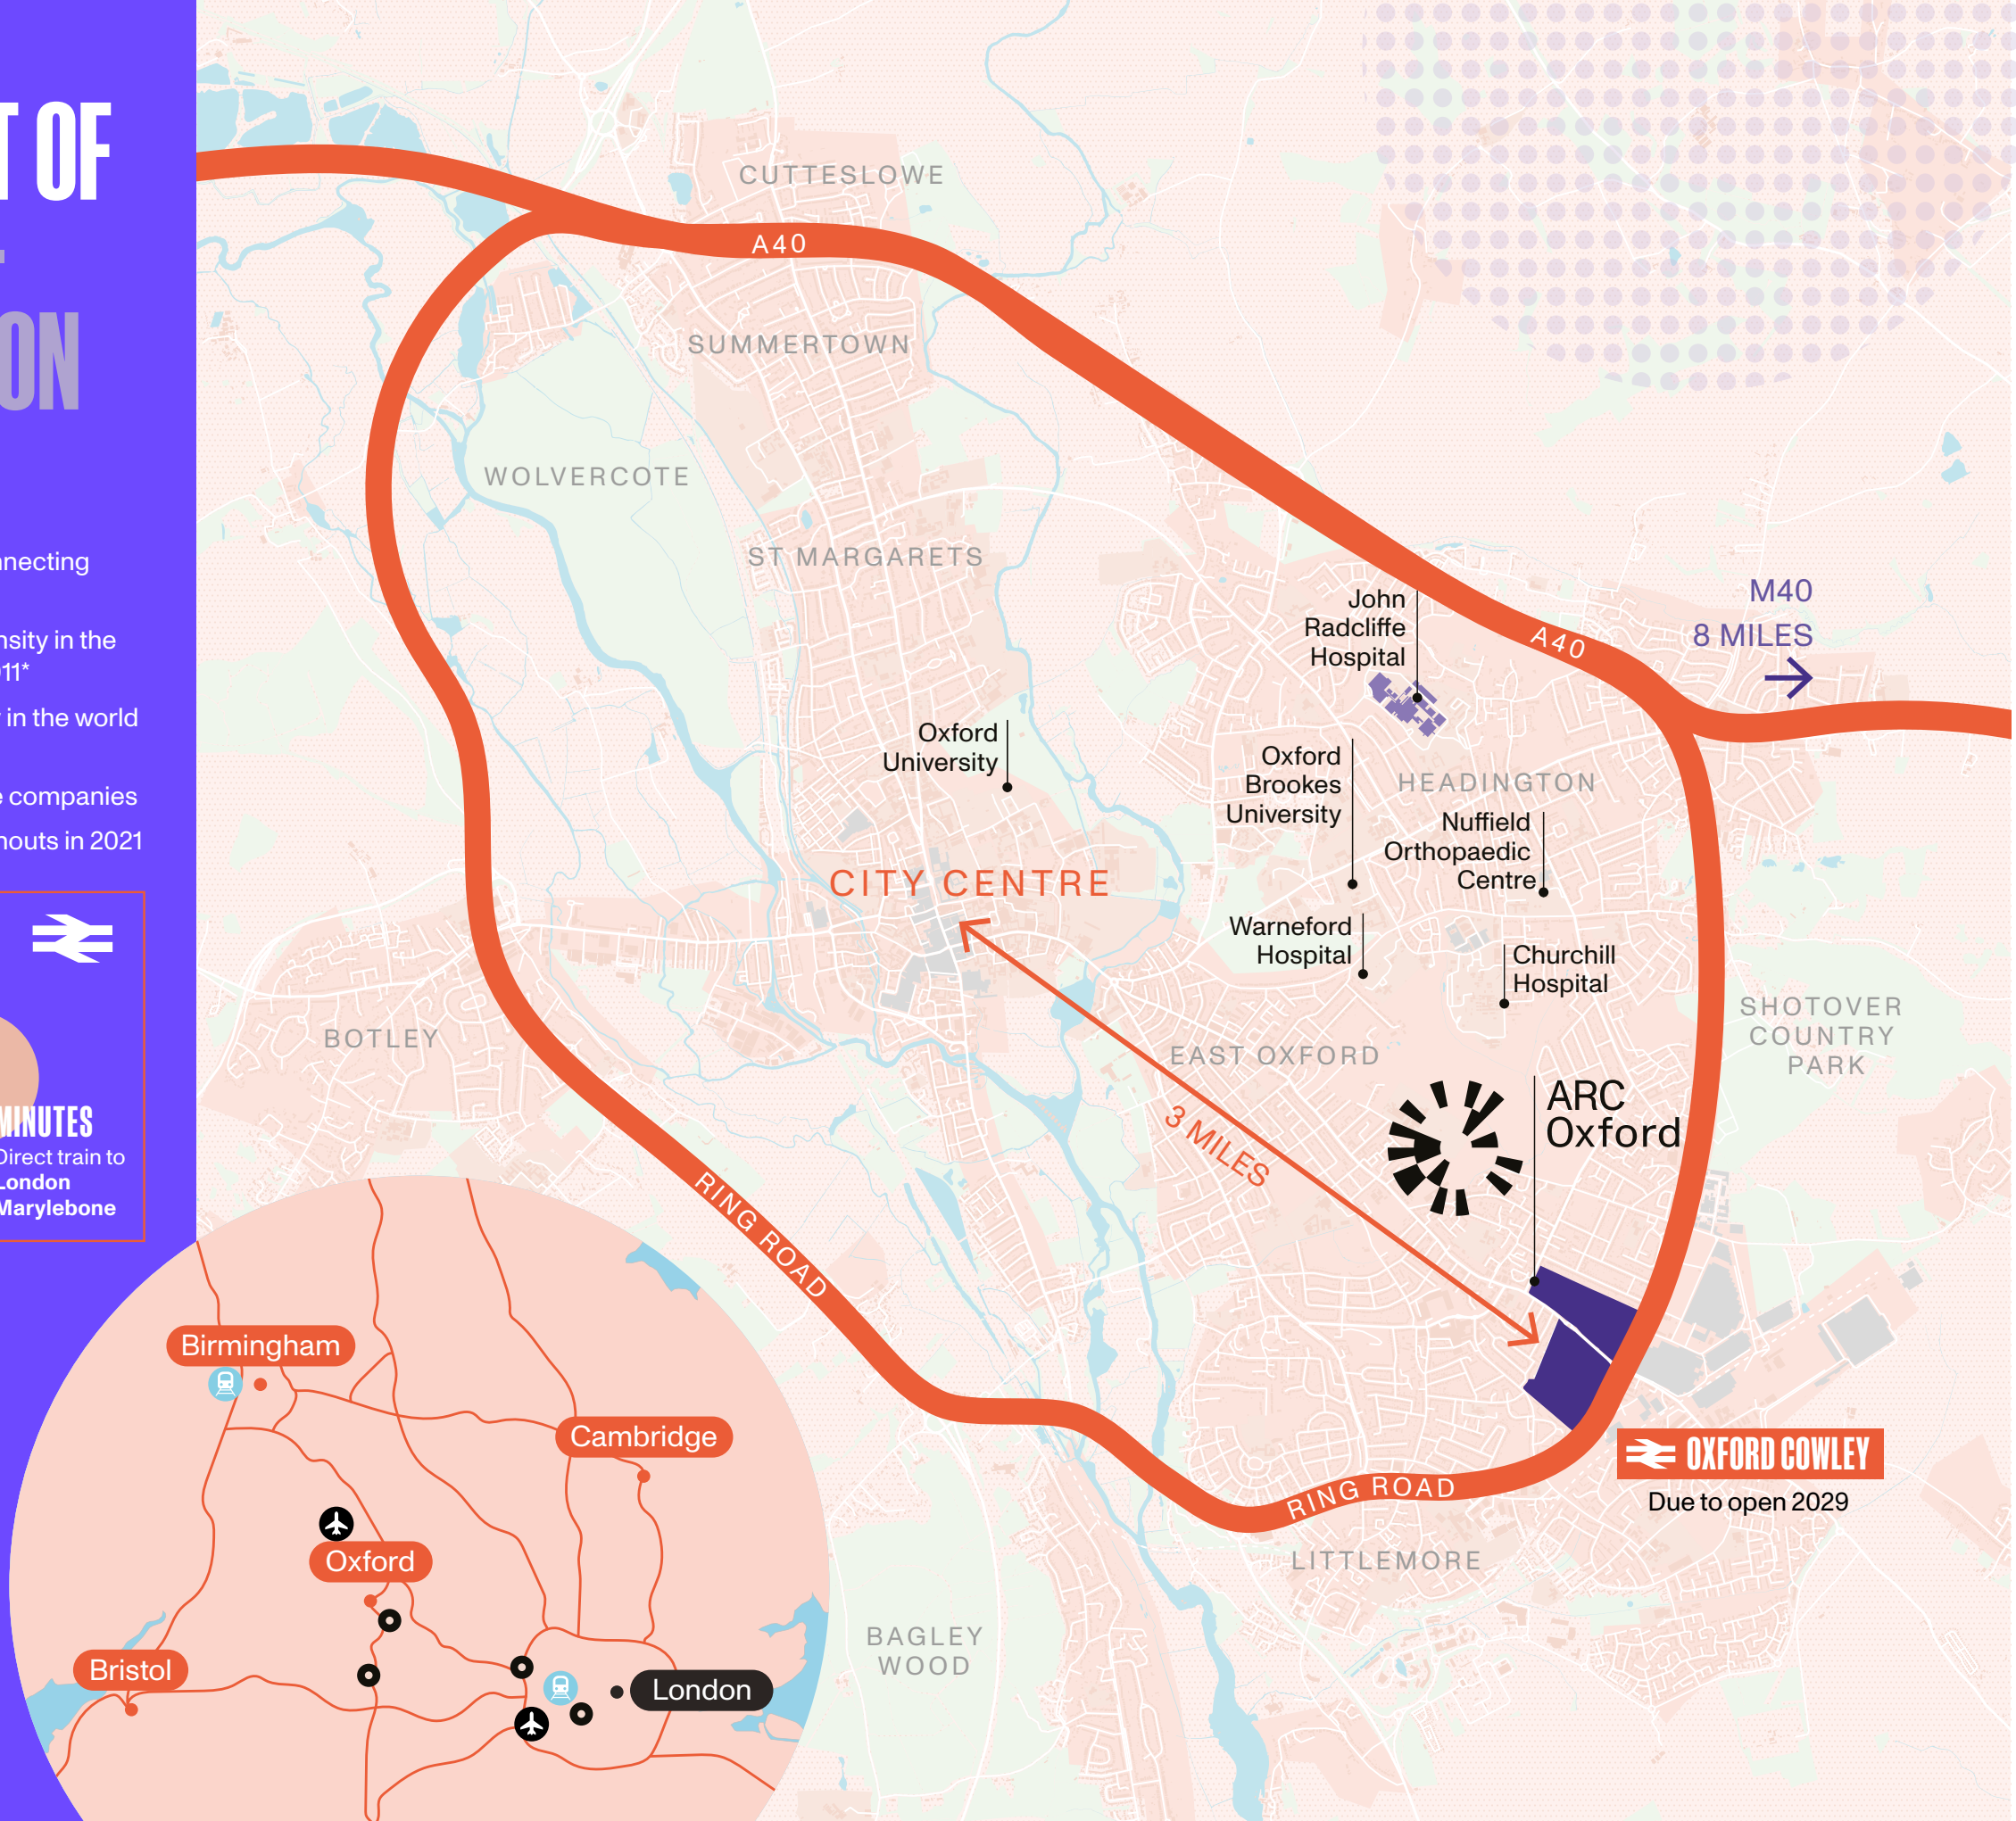 T OF
ON
nnecting
nsity in the
011*
in the world
companies
nouts in 2021
MINUTES
Direct train to
London
Marylebone
CUTTESLOWE
A40
SUMMERTOWN
WOLVERCOTE
ST MARGARETS
M40
8 MILES
John
Radcliffe
Hospital
A40
Oxford
University
Oxford
Brookes
University
HEADINGTON
Nuffield
Orthopaedic
Centre
CITY CENTRE
Warneford
Hospital
Churchill
Hospital
BOTLEY
EAST OXFORD
SHOTOVER
COUNTRY
PARK
ARC
Oxford
3 MILES
RING ROAD
RING ROAD
OXFORD COWLEY
Due to open 2029
LITTLEMORE
BAGLEY
WOOD
Birmingham
Cambridge
Oxford
Bristol
London